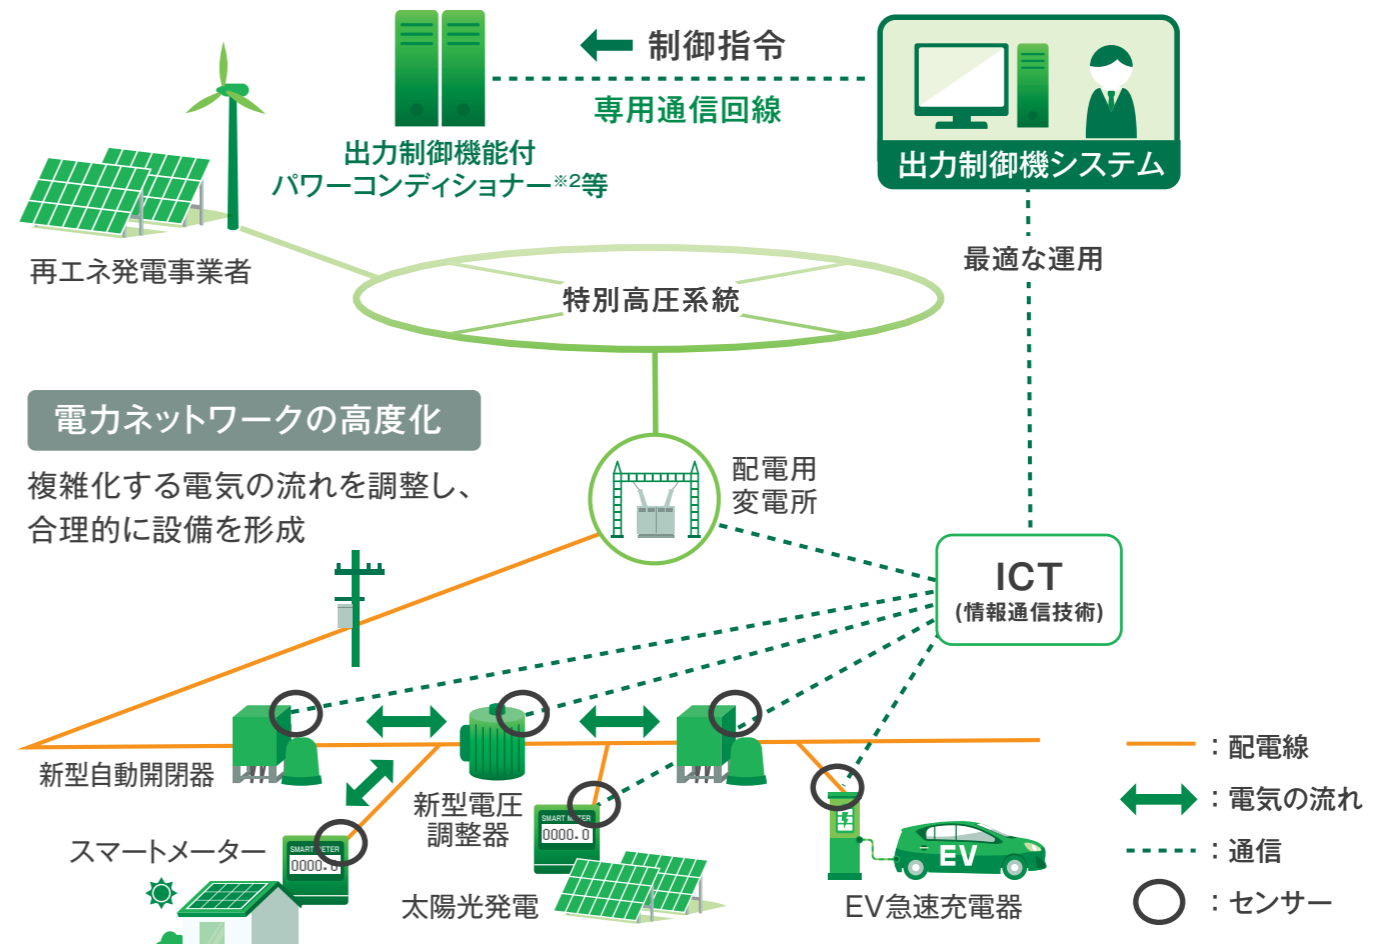 制御指令
専用通信回線
出力制御機能付
パワーコンディショナー※2等
出力制御機システム
再エネ発電事業者
最適な運用
特別高圧系統
電力ネットワークの高度化
複雑化する電気の流れを調整し、
合理的に設備を形成
配電用
変電所
ICT
(情報通信技術)
新型自動開閉器
新型電圧
調整器
スマートメーター
SMART METER
0000.0
SMART METER
0000.0
太陽光発電
EV
EV急速充電器
：配電線
：電気の流れ
：通信
：センサー